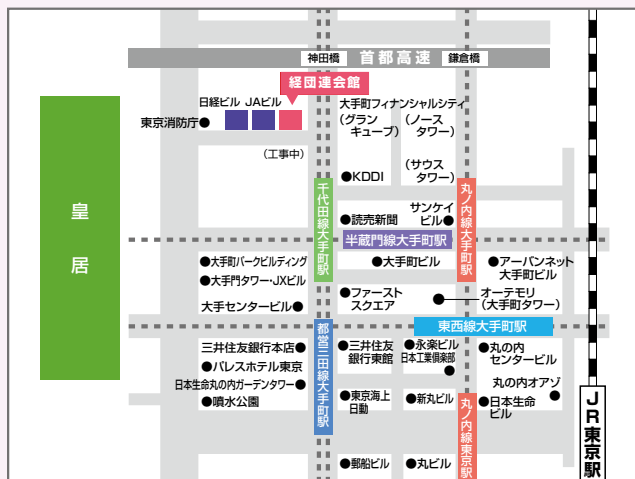 神田橋
首都高速
鎌倉橋
経団連会館
日経ビル
JAビル
東京消防庁●
(工事中)
大手町フィナンシャルシティ
(グラン
キューブ)
(ノース
タワー)
(サウス
タワー)
●KDDI
皇居
千代田線大手町駅
丸ノ内線大手町駅
●読売新聞
サンケイ
ビル●
半蔵門線大手町駅
●大手町パークビルディング
●大手門タワー・JXビル
大手センタービル●
●大手町ビル
●アーバンネット
大手町ビル
●ファースト
スクエア
オーテモリ
(大手町タワー)
東西線大手町駅
都営三田線大手町駅
三井住友銀行本店●
●パレスホテル東京
日本生命丸の内ガーデンタワー●
●噴水公園
●三井住友
銀行東館
●永楽ビル
日本工業倶楽部
●丸の内
センタービル
丸の内オアゾ
●東京海上
日動
●新丸ビル
●日本生命
ビル
丸ノ内線東京駅
JR東京駅
●郵船ビル
●丸ビル